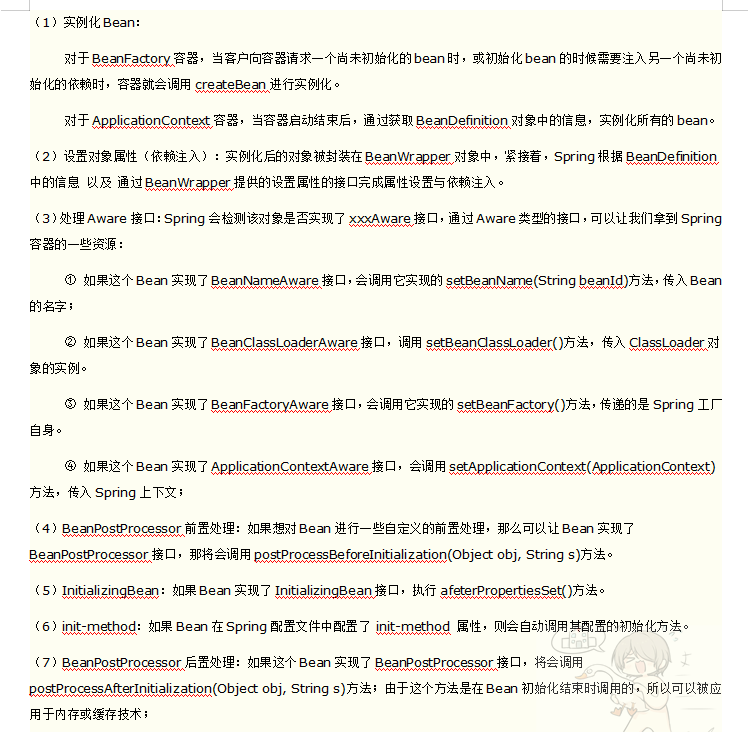 （1）实例化Bean：
对于BeanFactory容器，当客户向容器请求一个尚未初始化的bean时，或初始化bean的时候需要注入另一个尚未初
始化的依赖时，容器就会调用createBean进行实例化。
对于ApplicationContext容器，当容器启动结束后，通过获取BeanDefinition对象中的信息，实例化所有的bean。
（2）设置对象属性（依赖注入）：实例化后的对象被封装在BeanWrapper对象中，紧接着，Spring根据BeanDefinition
中的信息 以及 通过BeanWrapper提供的设置属性的接口完成属性设置与依赖注入。
（3）处理Aware接口：Spring会检测该对象是否实现了xxxAware接口，通过Aware类型的接口，可以让我们拿到Spring
容器的一些资源：
① 如果这个Bean实现了BeanNameAware接口，会调用它实现的setBeanName(String beanId)方法，传入Bean
的名字；
② 如果这个Bean实现了BeanClassLoaderAware接口，调用setBeanClassLoader()方法，传入ClassLoader对
象的实例。
③ 如果这个Bean实现了BeanFactoryAware接口，会调用它实现的setBeanFactory()方法，传递的是Spring工厂
自身。
④ 如果这个Bean实现了ApplicationContextAware接口，会调用setApplicationContext(ApplicationContext)
方法，传入Spring上下文；
（4）BeanPostProcessor前置处理：如果想对Bean进行一些自定义的前置处理，那么可以让Bean实现了
BeanPostProcessor接口，那将会调用postProcessBeforeInitialization(Object obj, String s)方法。
（5）InitializingBean：如果Bean实现了InitializingBean接口，执行afeterPropertiesSet()方法。
（6）init-method：如果Bean在Spring配置文件中配置了 init-method 属性，则会自动调用其配置的初始化方法。
（7）BeanPostProcessor后置处理：如果这个Bean实现了BeanPostProcessor接口，将会调用
postProcessAfterInitialization(Object obj, String s)方法；由于这个方法是在Bean初始化结束时调用的，所以可以被应
用于内存或缓存技术；